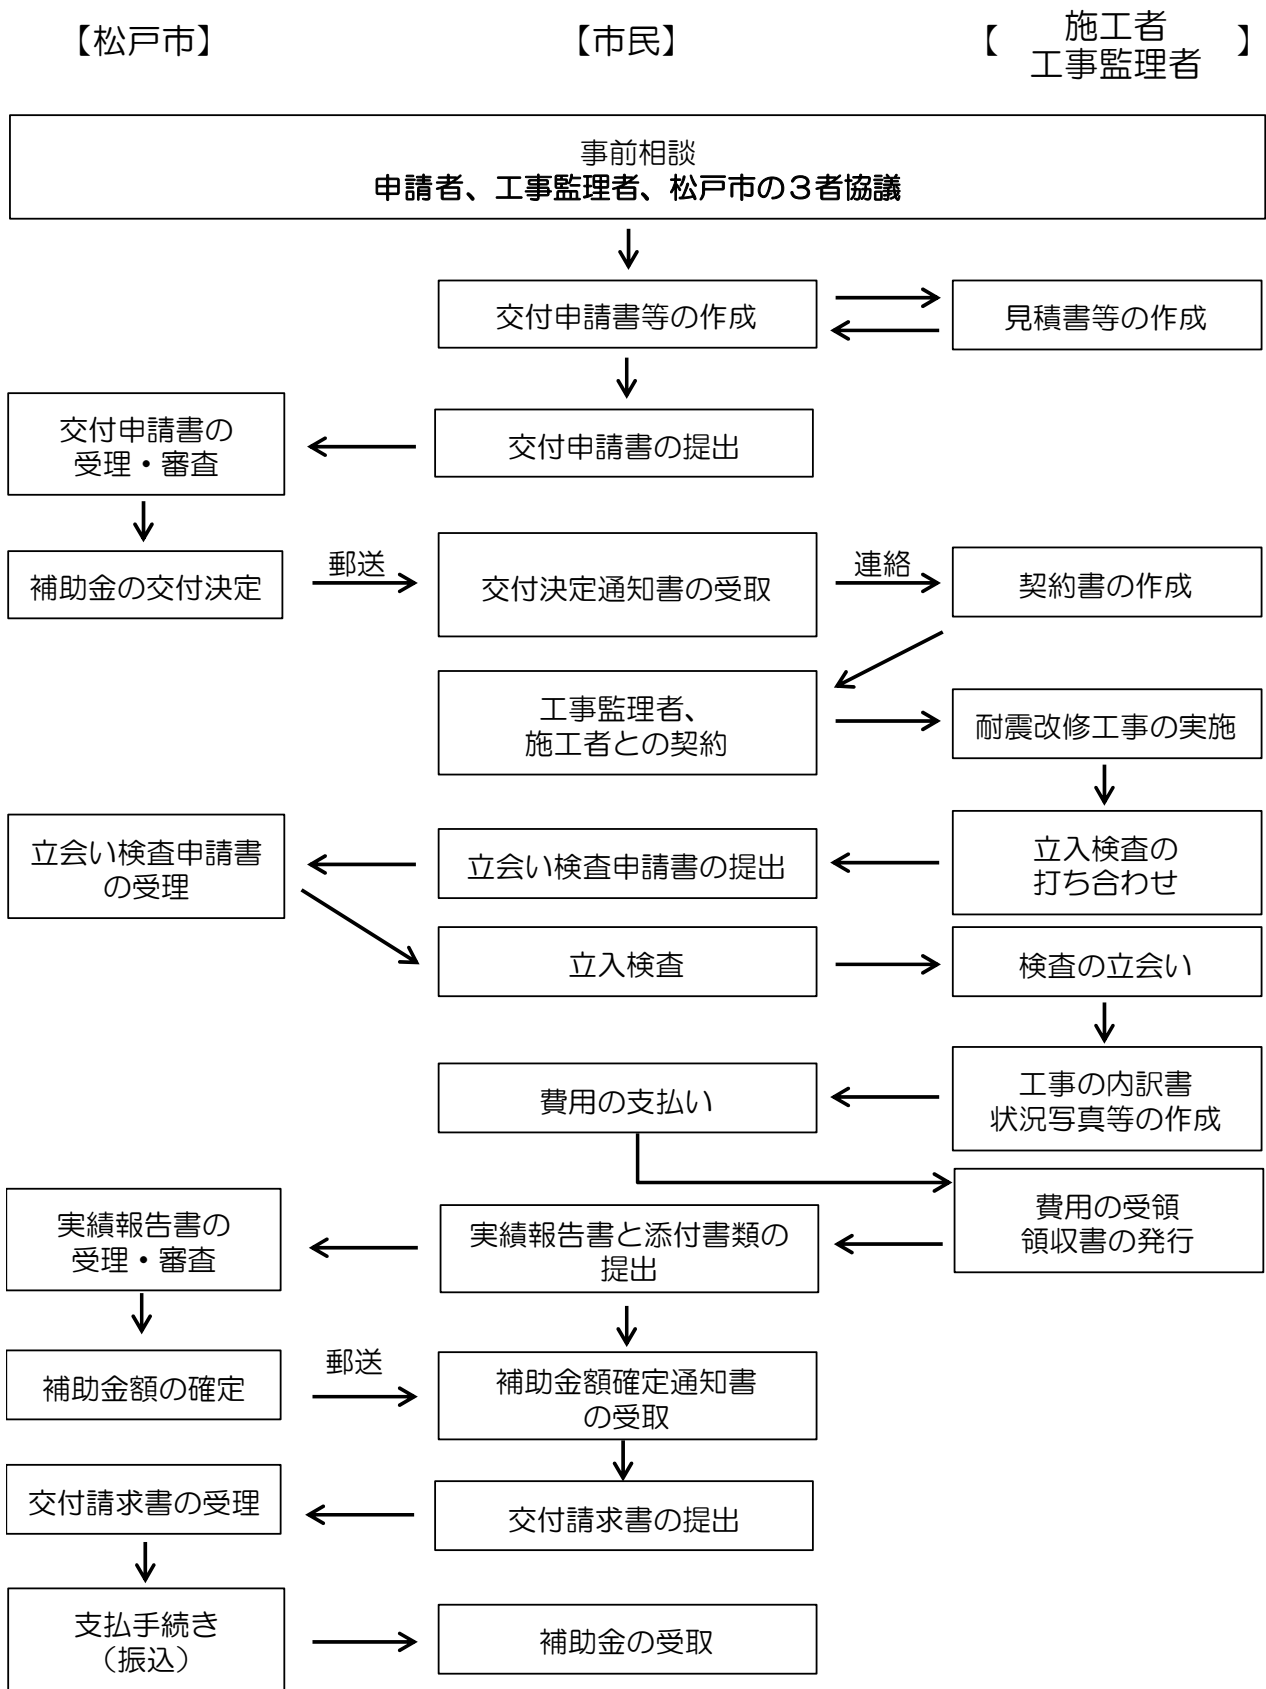 【松戸市】
【市民】
【 施工者 】
工事監理者
事前相談
申請者、工事監理者、松戸市の3者協議
交付申請書等の作成
見積書等の作成
交付申請書の
受理・審査
交付申請書の提出
補助金の交付決定
郵送
交付決定通知書の受取
連絡
契約書の作成
工事監理者、
施工者との契約
耐震改修工事の実施
立会い検査申請書
の受理
立会い検査申請書の提出
立入検査の
打ち合わせ
立入検査
検査の立会い
費用の支払い
工事の内訳書
状況写真等の作成
費用の受領
領収書の発行
実績報告書の
受理・審査
実績報告書と添付書類の
提出
補助金額の確定
郵送
補助金額確定通知書
の受取
交付請求書の受理
交付請求書の提出
支払手続き
（振込）
補助金の受取